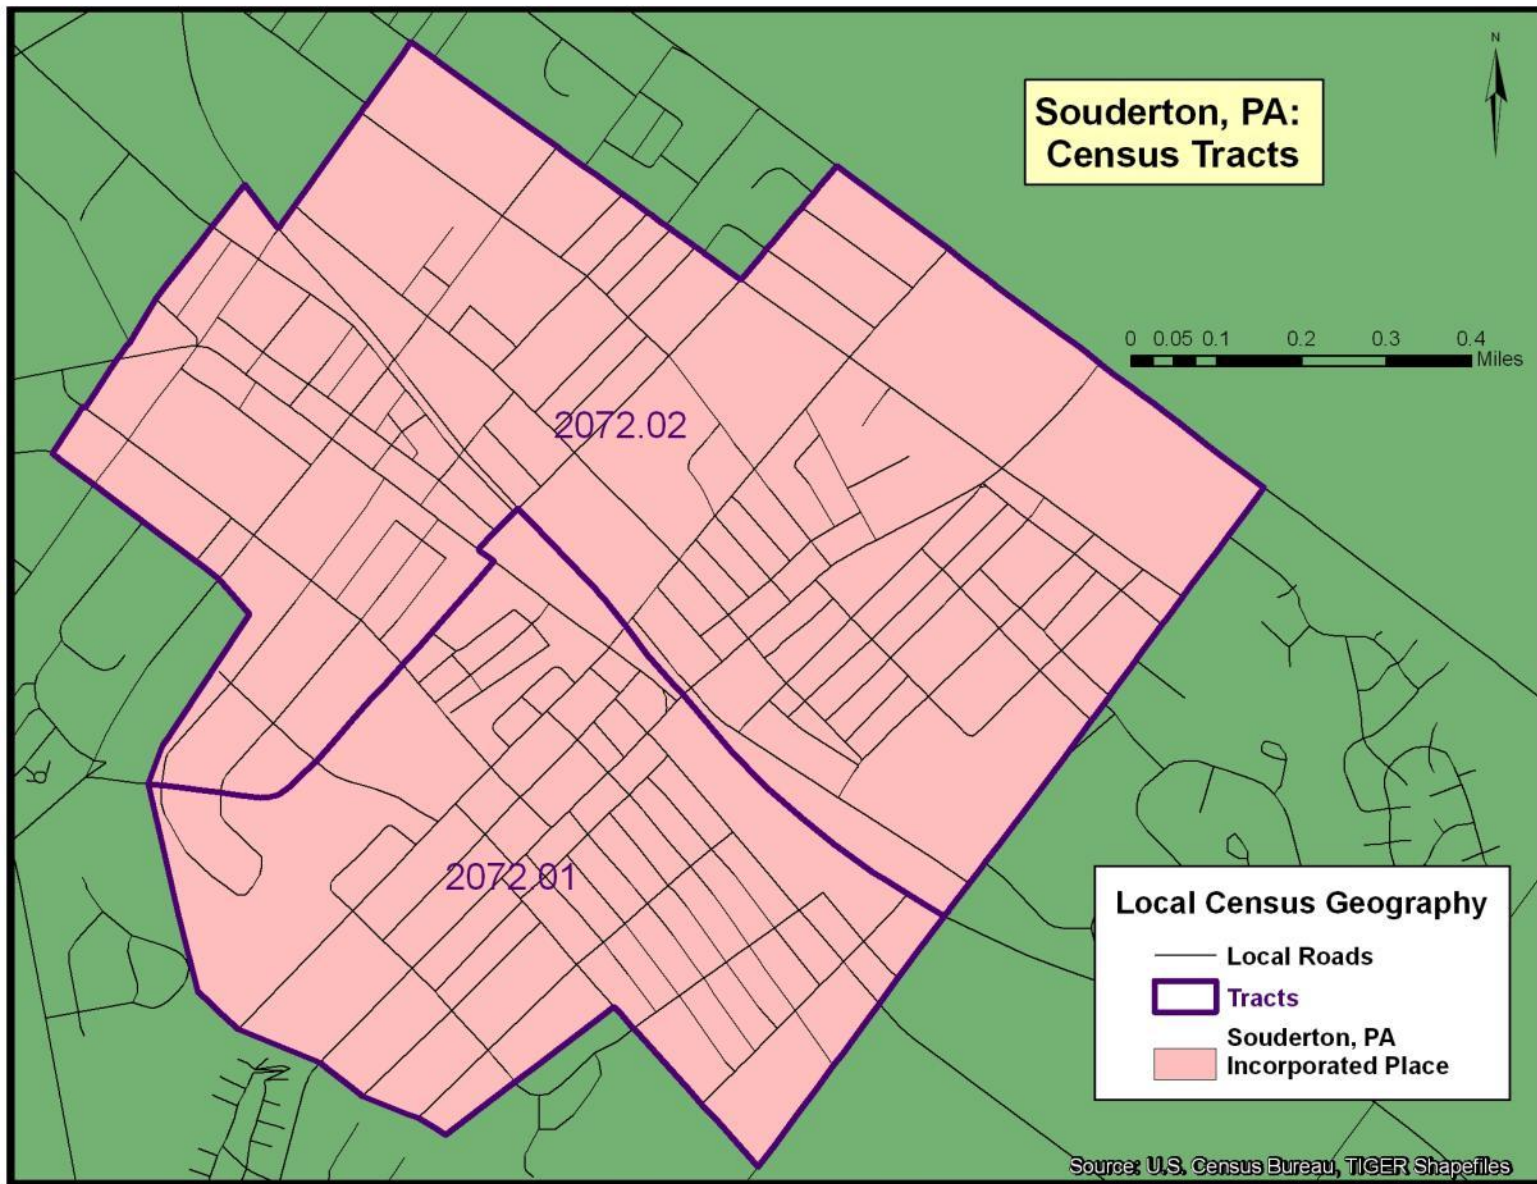 N
Souderton, PA:
Census Tracts
0 0.05 0.1 0.2 0.3 0.4
Miles
2072.02
2072.01
Local Census Geography
Local Roads
Tracts
Souderton, PA
Incorporated Place
Source: U.S. Census Bureau, TIGER Shapefiles